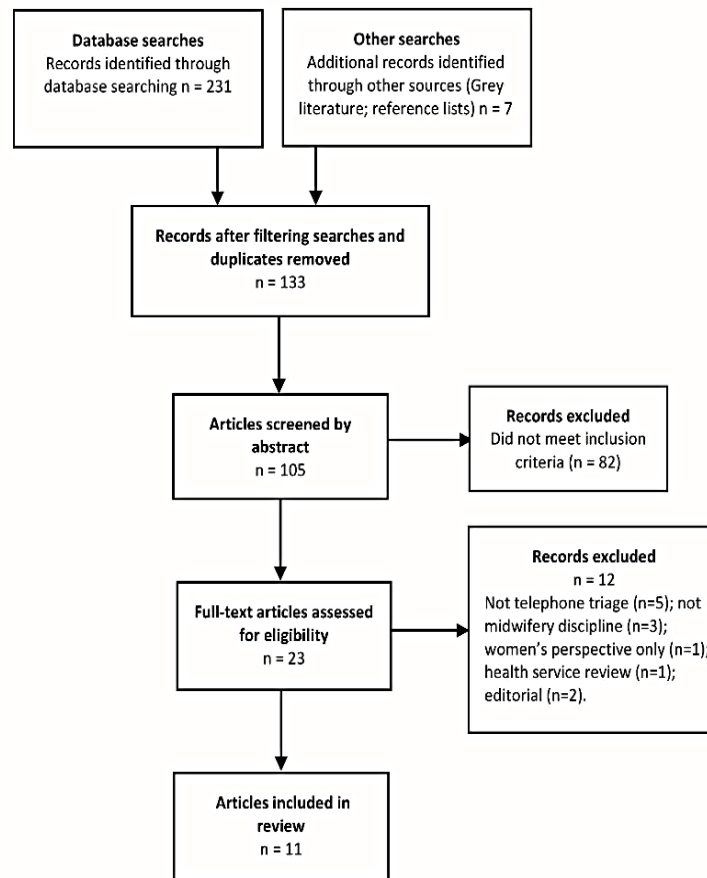 Database searches
Records identified through
database searching n = 231
Other searches
Additional records identified
through other sources (Grey
literature; reference lists) n = 7
Records after filtering searches and
duplicates removed
n = 133
Articles screened by
abstract
n = 105
Records excluded
Did not meet inclusion
criteria (n = 82)
Full-text articles assessed
for eligibility
n = 23
Records excluded
n = 12
Not telephone triage (n=5); not
midwifery discipline (n=3);
women's perspective only (n=1);
health service review (n=1);
editorial (n=2).
Articles included in
review
n = 11